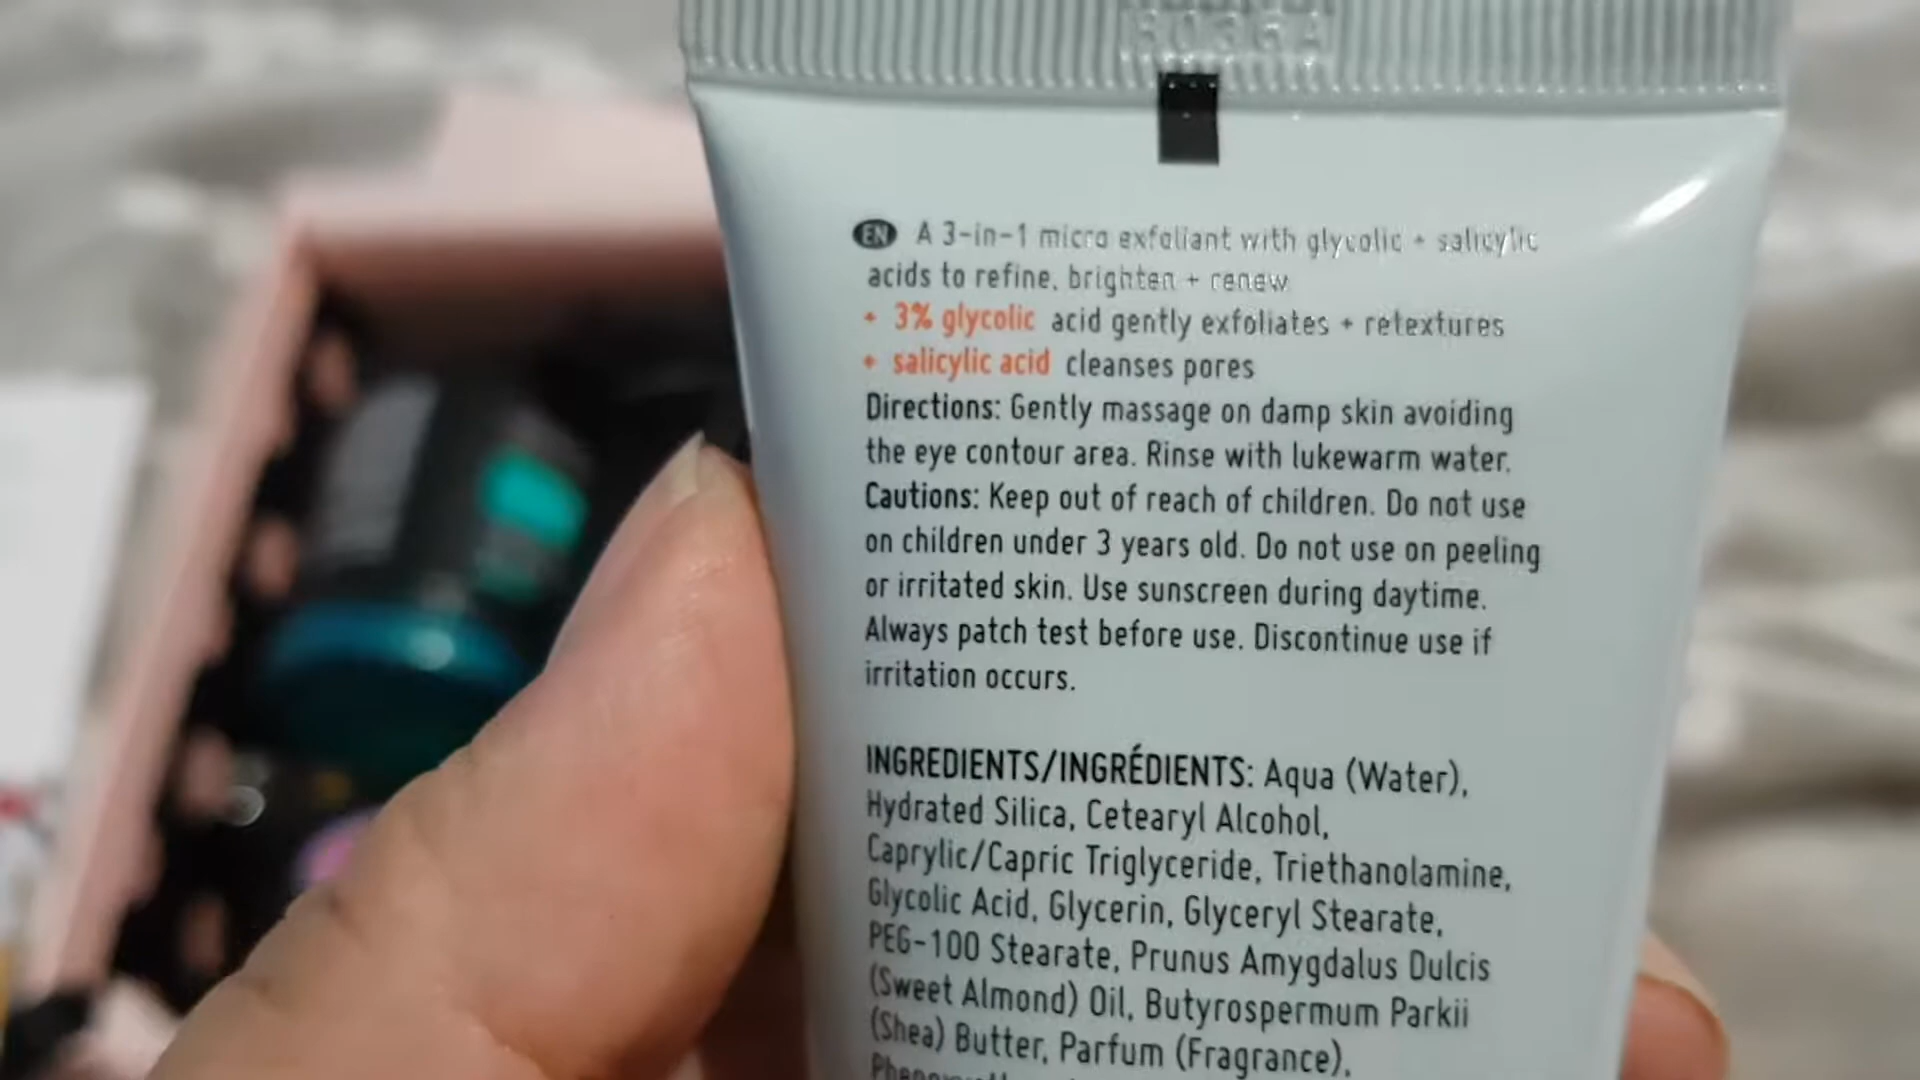 EN A 3-in-1 micro exfoliant with glycolic + salicylic
acids to refine, brighten + renew
+ 3% glycolic acid gently exfoliates + retextures
+ salicylic acid cleanses pores
Directions: Gently massage on damp skin avoiding
the eye contour area. Rinse with lukewarm water.
Cautions: Keep out of reach of children. Do not use
on children under 3 years old. Do not use on peeling
or irritated skin. Use sunscreen during daytime.
Always patch test before use. Discontinue use if
irritation occurs.
INGREDIENTS/INGRÉDIENTS: Aqua (Water),
Hydrated Silica, Cetearyl Alcohol,
Caprylic/Capric Triglyceride, Triethanolamine,
Glycolic Acid, Glycerin, Glyceryl Stearate,
PEG-100 Stearate, Prunus Amygdalus Dulcis
(Sweet Almond) Oil, Butyrospermum Parkii
(Shea) Butter, Parfum (Fragrance),